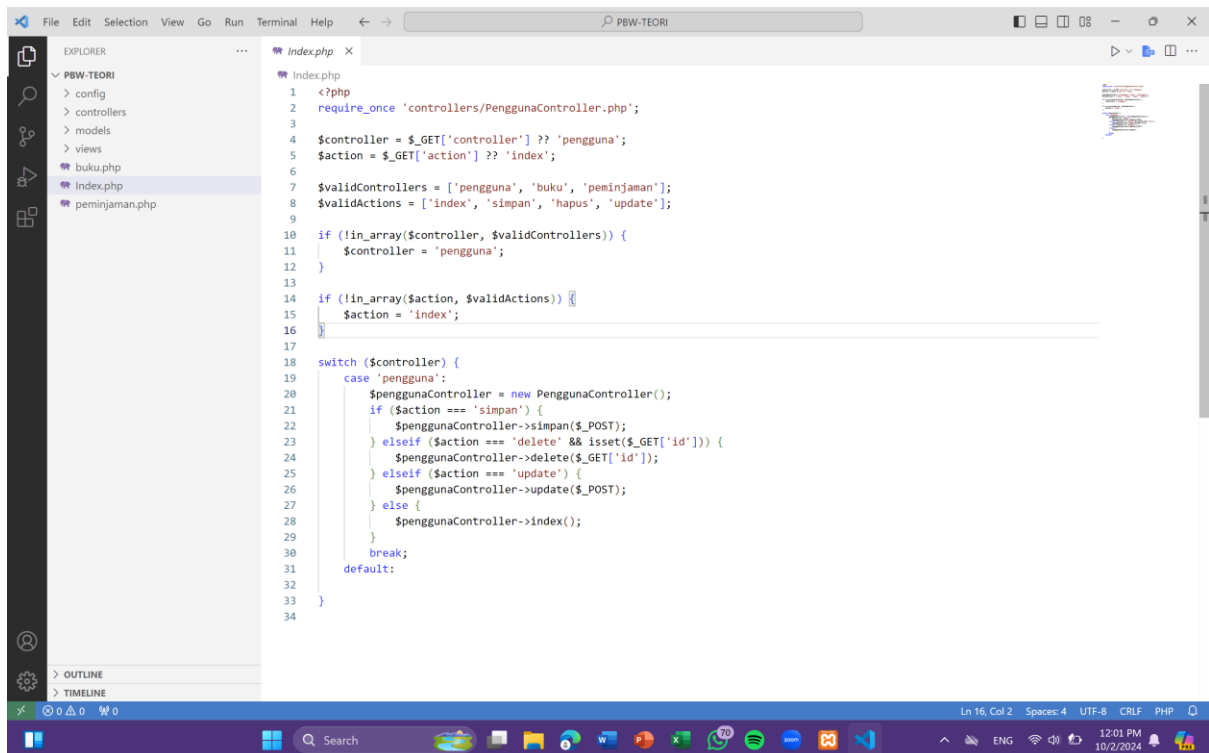 File Edit Selection View Go Run Terminal Help
PBW-TEORI
EXPLORER
PBW-TEORI
config
controllers
models
views
buku.php
Index.php
peminjaman.php
OUTLINE
TIMELINE
Index.php
Index.php
1 <?php
2 require_once 'controllers/PenggunaController.php';
3
4 $controller = $_GET['controller'] ?? 'pengguna';
5 $action = $_GET['action'] ?? 'index';
6
7 $validControllers = ['pengguna', 'buku', 'peminjaman'];
8 $validActions = ['index', 'simpan', 'hapus', 'update'];
9
10 if (!in_array($controller, $validControllers)) {
11 $controller = 'pengguna';
12 }
13
14 if (!in_array($action, $validActions)) {
15 $action = 'index';
16 }
17
18 switch ($controller) {
19 case 'pengguna':
20 $penggunaController = new PenggunaController();
21 if ($action === 'simpan') {
22 $penggunaController->simpan($_POST);
23 } elseif ($action === 'delete' && isset($_GET['id'])) {
24 $penggunaController->delete($_GET['id']);
25 } elseif ($action === 'update') {
26 $penggunaController->update($_POST);
27 } else {
28 $penggunaController->index();
29 }
30 break;
31 default:
32
33 }
34
0 0 0
Ln 16, Col 2 Spaces: 4 UTF-8 CRLF PHP
Search
70
zoom
ENG
12:01 PM
10/2/2024